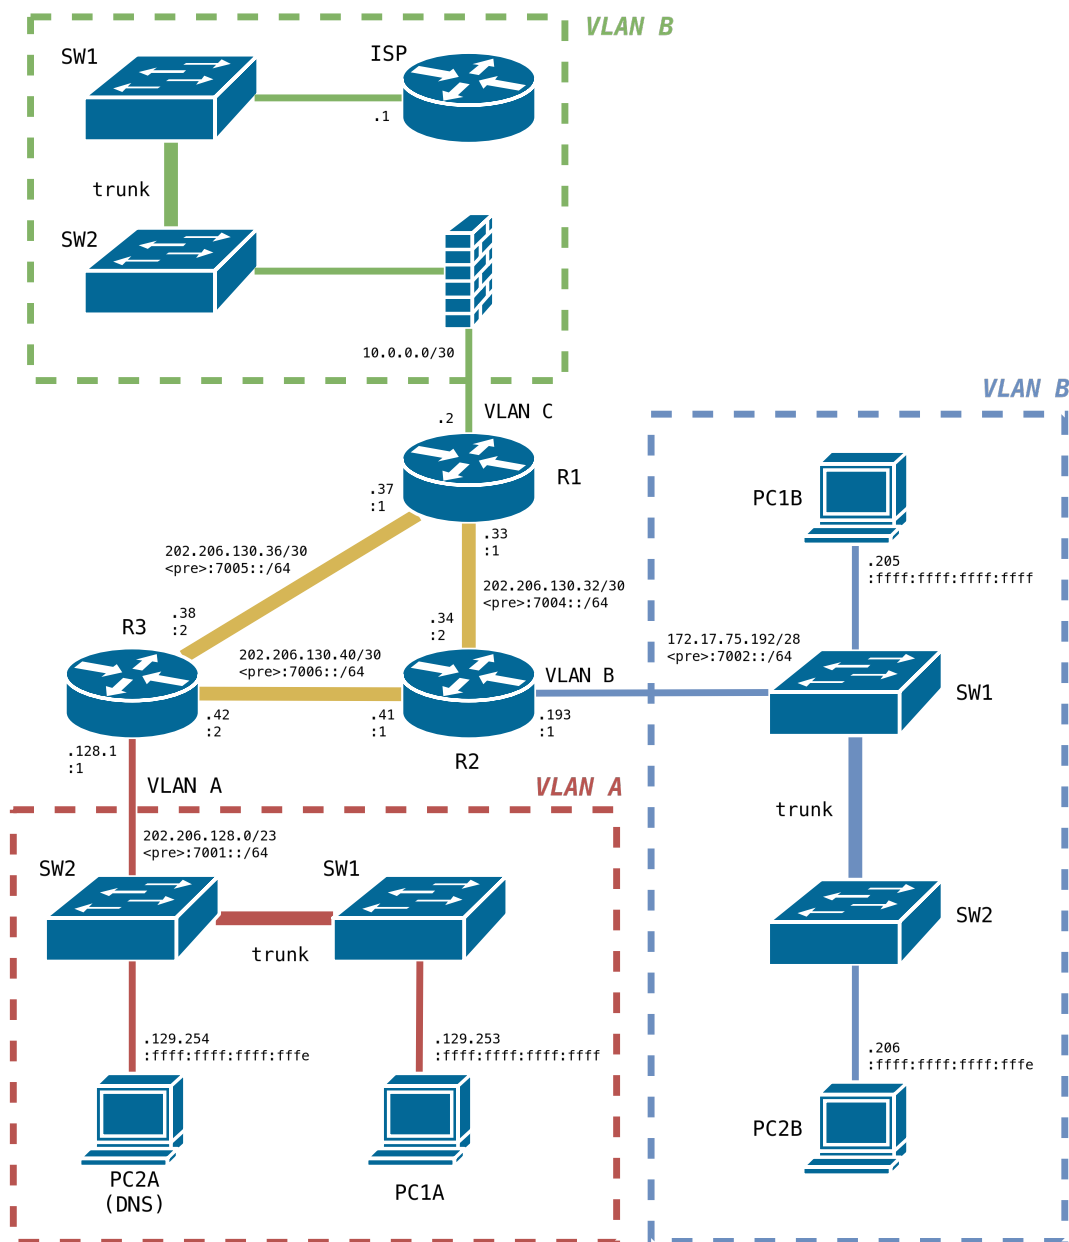 VLAN B
SW1
ISP
.1
trunk
SW2
10.0.0.0/30
.2
VLAN C
R1
.37
:1
.33
:1
202.206.130.36/30
<pre>:7005::/64
202.206.130.32/30
<pre>:7004::/64
.38
:2
.34
:2
R3
202.206.130.40/30
<pre>:7006::/64
.42
:2
.41
:1
R2
VLAN B
.193
:1
VLAN B
PC1B
.205
:ffff:ffff:ffff:ffff
172.17.75.192/28
<pre>:7002::/64
SW1
trunk
SW2
.206
:ffff:ffff:ffff:fffe
PC2B
.128.1
:1
VLAN A
VLAN A
202.206.128.0/23
<pre>:7001::/64
SW2
SW1
trunk
.129.254
:ffff:ffff:ffff:fffe
.129.253
:ffff:ffff:ffff:ffff
PC2A
(DNS)
PC1A